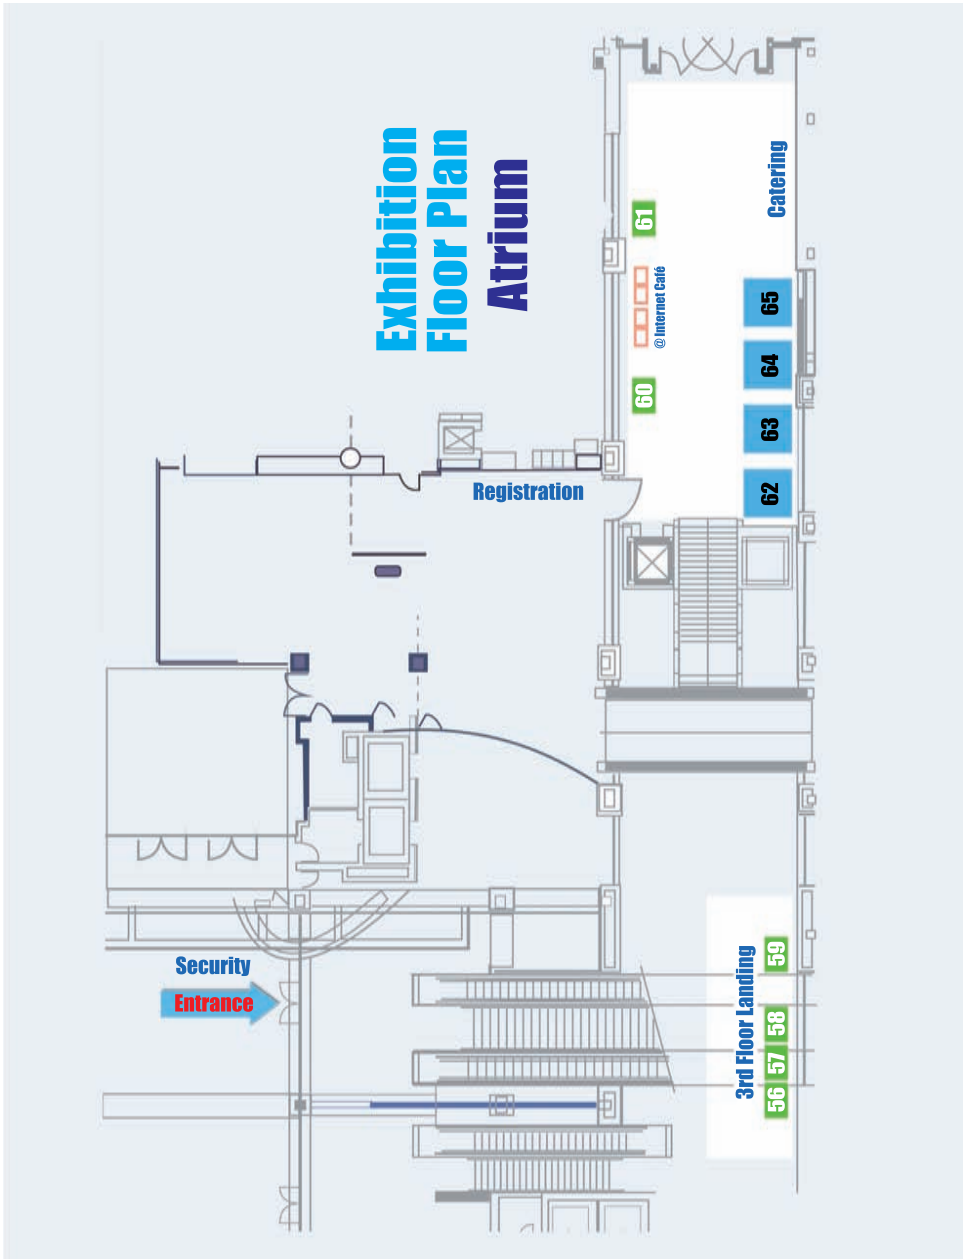 Exhibition
Floor Plan
Atrium
Catering
61
@ Internet Café
60
65
64
63
62
Registration
Security
Entrance
3rd Floor Landing
59
58
57
56